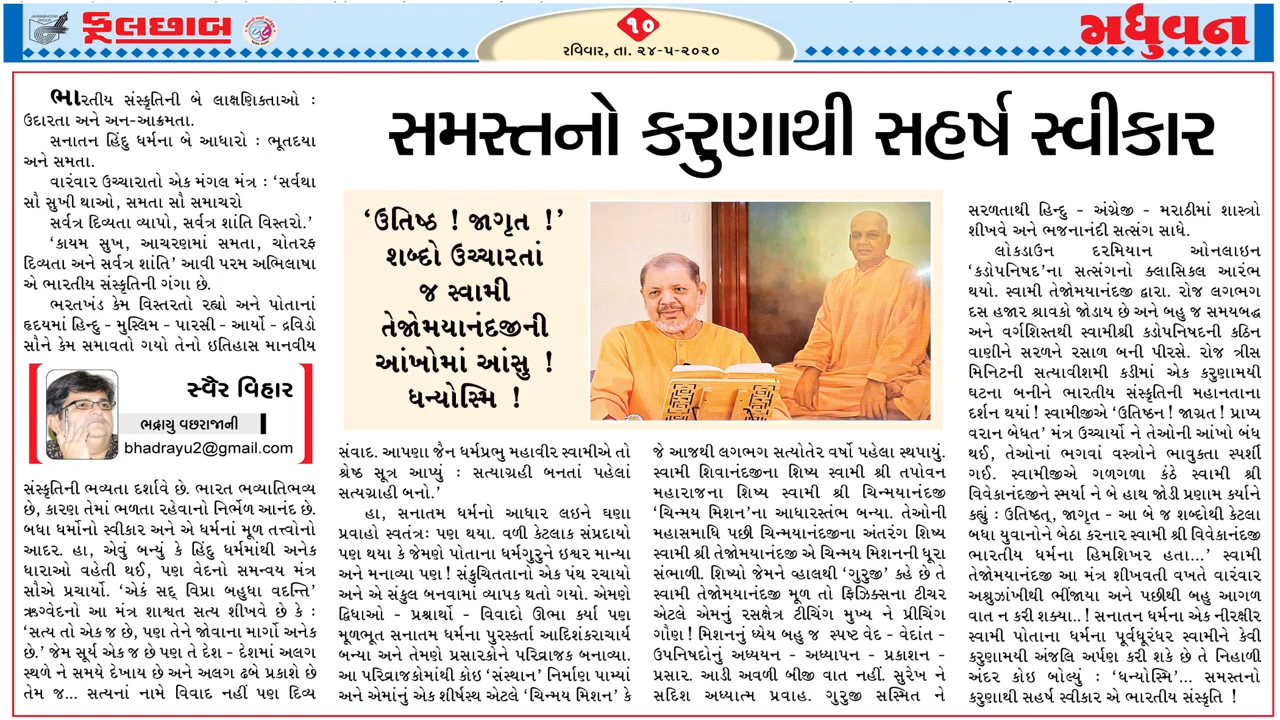 ફૂલછાબ
૧૦
રવિવાર, તા. ૨૪-૫-૨૦૨૦
મધુવન
સમસ્તનો કરુણાથી સહર્ષ સ્વીકાર
ભારતીય સંસ્કૃતિની બે લાક્ષણિકતાઓ :
ઉદારતા અને અન-આક્રમતા.
સનાતન હિંદુ ધર્મના બે આધારો : ભૂતદયા
અને સમતા.
વારંવાર ઉચ્ચારાતો એક મંગલ મંત્ર : ‘સર્વથા
સૌ સુખી થાઓ, સમતા સૌ સમાચરો
સર્વત્ર દિવ્યતા વ્યાપો, સર્વત્ર શાંતિ વિસ્તરો.’
‘કાયમ સુખ, આચરણમાં સમતા, ચોતરફ
દિવ્યતા અને સર્વત્ર શાંતિ’ આવી પરમ અભિલાષા
એ ભારતીય સંસ્કૃતિની ગંગા છે.
ભરતખંડ કેમ વિસ્તરતો રહ્યો અને પોતાનાં
હૃદયમાં હિન્દુ - મુસ્લિમ - પારસી - આર્યો - દ્રવિડો
સૌને કેમ સમાવતો ગયો તેનો ઇતિહાસ માનવીય
સ્વૈર વિહાર
ભદ્રાયુ વછરાજાની
bhadrayu2@gmail.com
સંસ્કૃતિની ભવ્યતા દર્શાવે છે. ભારત ભવ્યાતિભવ્ય
છે, કારણ તેમાં ભળતા રહેવાનો નિર્ભેળ આનંદ છે.
બધા ધર્મોનો સ્વીકાર અને એ ધર્મનાં મૂળ તત્ત્વોનો
આદર. હા, એવું બન્યું કે હિંદુ ધર્મમાંથી અનેક
ધારાઓ વહેતી થઈ, પણ વેદનો સમન્વય મંત્ર
સૌએ પ્રચાર્યો. ‘એકં સદ્ વિપ્રા બહુધા વદન્તિ’
ઋગ્વેદનો આ મંત્ર શાશ્વત સત્ય શીખવે છે કે :
‘સત્ય તો એક જ છે, પણ તેને જોવાના માર્ગો અનેક
છે.’ જેમ સૂર્ય એક જ છે પણ તે દેશ - દેશમાં અલગ
સ્થળે ને સમયે દેખાય છે અને અલગ ઢબે પ્રકાશે છે
તેમ જ... સત્યનાં નામે વિવાદ નહીં પણ દિવ્ય
‘ઉતિષ્ઠ ! જાગૃત !’
શબ્દો ઉચ્ચારતાં
જ સ્વામી
તેજોમયાનંદજીની
આંખોમાં આંસુ !
ધન્યોસ્મિ !
સંવાદ. આપણા જૈન ધર્મપ્રભુ મહાવીર સ્વામીએ તો
શ્રેષ્ઠ સૂત્ર આપ્યું : સત્યાગ્રહી બનતાં પહેલાં
સત્યગ્રાહી બનો.’
હા, સનાતમ ધર્મનો આધાર લઇને ઘણા
પ્રવાહો સ્વતંત્રઃ પણ થયા. વળી કેટલાક સંપ્રદાયો
પણ થયા કે જેમણે પોતાના ધર્મગુરુને ઇશ્વર માન્યા
અને મનાવ્યા પણ ! સંકુચિતતાનો એક પંથ રચાયો
અને એ સંકુલ બનવામાં વ્યાપક થતો ગયો. એમણે
દ્વિધાઓ - પ્રશ્નાર્થો - વિવાદો ઊભા કર્યા પણ
મૂળભૂત સનાતમ ધર્મના પુરસ્કર્તા આદિશંકરાચાર્ય
બન્યા અને તેમણે પ્રસારકોને પરિવ્રાજક બનાવ્યા.
આ પરિવ્રાજકોમાંથી કોઇ ‘સંસ્થાન’ નિર્માણ પામ્યાં
અને એમાંનું એક શીર્ષસ્થ એટલે ‘ચિન્મય મિશન’ કે
જે આજથી લગભગ સત્યોતેર વર્ષો પહેલા સ્થપાયું.
સ્વામી શિવાનંદજીના શિષ્ય સ્વામી શ્રી તપોવન
મહારાજના શિષ્ય સ્વામી શ્રી ચિન્મયાનંદજી
‘ચિન્મય મિશન’ના આધારસ્તંભ બન્યા. તેઓની
મહાસમાધિ પછી ચિન્મયાનંદજીના અંતરંગ શિષ્ય
સ્વામી શ્રી તેજોમયાનંદજી એ ચિન્મય મિશનની ધૂરા
સંભાળી. શિષ્યો જેમને વ્હાલથી ‘ગુરુજી’ કહે છે તે
સ્વામી તેજોમયાનંદજી મૂળ તો ફિઝિક્સના ટીચર
એટલે એમનું રસક્ષેત્ર ટીચિંગ મુખ્ય ને પ્રીચિંગ
ગૌણ ! મિશનનું ધ્યેય બહુ જ સ્પષ્ટ વેદ - વેદાંત -
ઉપનિષદોનું અધ્યયન - અધ્યાપન - પ્રકાશન -
પ્રસાર. આડી અવળી બીજી વાત નહીં. સુરેખ ને
સદિશ અધ્યાત્મ પ્રવાહ. ગુરુજી સસ્મિત ને
સરળતાથી હિન્દુ - અંગ્રેજી - મરાઠીમાં શાસ્ત્રો
શીખવે અને ભજનાનંદી સત્સંગ સાધે.
લોકડાઉન દરમિયાન ઓનલાઇન
‘કઠોપનિષદ’ના સત્સંગનો ક્લાસિકલ આરંભ
થયો. સ્વામી તેજોમયાનંદજી દ્વારા. રોજ લગભગ
દસ હજાર શ્રાવકો જોડાય છે અને બહુ જ સમયબદ્ધ
અને વર્ગશિસ્તથી સ્વામીશ્રી કઠોપનિષદની કઠિન
વાણીને સરળને રસાળ બની પીરસે. રોજ ત્રીસ
મિનિટની સત્યાવીશમી કડીમાં એક કરુણામયી
ઘટના બનીને ભારતીય સંસ્કૃતિની મહાનતાના
દર્શન થયાં ! સ્વામીજીએ ‘ઉતિષ્ઠન ! જાગ્રત ! પ્રાપ્ય
વરાન બેધત’ મંત્ર ઉચ્ચાર્યો ને તેઓની આંખો બંધ
થઈ, તેઓનાં ભગવાં વસ્ત્રોને ભાવુકતા સ્પર્શી
ગઈ. સ્વામીજીએ ગળગળા કંઠે સ્વામી શ્રી
વિવેકાનંદજીને સ્મર્યા ને બે હાથ જોડી પ્રણામ કર્યાને
કહ્યું : ઉતિષ્ઠત્, જાગૃત - આ બે જ શબ્દોથી કેટલા
બધા યુવાનોને બેઠા કરનાર સ્વામી શ્રી વિવેકાનંદજી
ભારતીય ધર્મના હિમશિખર હતા...’ સ્વામી
તેજોમયાનંદજી આ મંત્ર શીખવતી વખતે વારંવાર
અશ્રુઝાંખીથી ભીંજાયા અને પછીથી બહુ આગળ
વાત ન કરી શક્યા..! સનાતન ધર્મના એક નીરક્ષીર
સ્વામી પોતાના ધર્મના પૂર્વધૂરંધર સ્વામીને કેવી
કરુણામયી અંજલિ અર્પણ કરી શકે છે તે નિહાળી
અંદર કોઇ બોલ્યું : ‘ધન્યોસ્મિ’... સમસ્તનો
કરુણાથી સહર્ષ સ્વીકાર એ ભારતીય સંસ્કૃતિ !